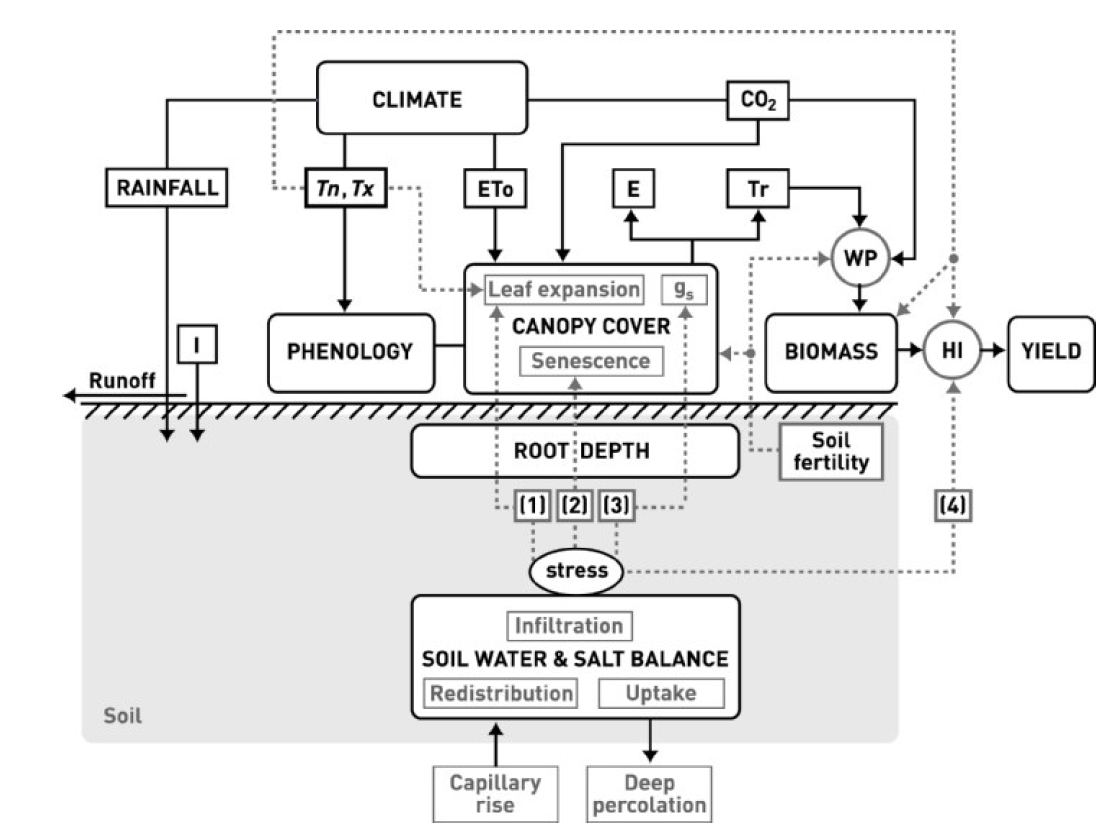 CLIMATE
CO₂
RAINFALL
Tn, Tx
ETo
E
Tr
WP
Leaf expansion
gₛ
CANOPY COVER
Senescence
PHENOLOGY
I
BIOMASS
HI
YIELD
Runoff
ROOT DEPTH
Soil
fertility
(1)
(2)
(3)
(4)
stress
Infiltration
SOIL WATER & SALT BALANCE
Redistribution
Uptake
Soil
Capillary
rise
Deep
percolation